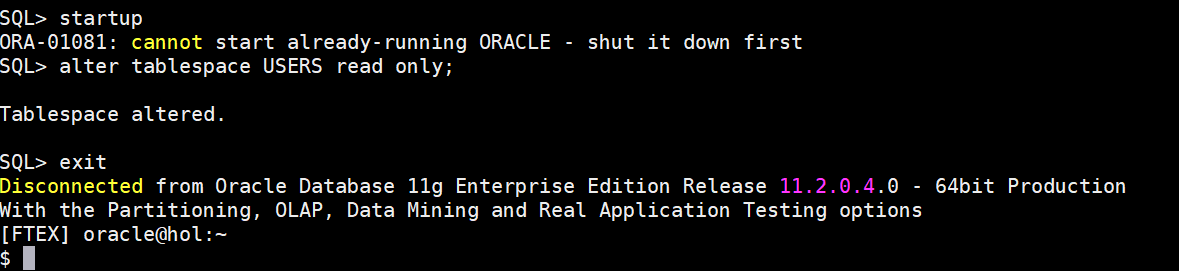 SQL> startup
ORA-01081: cannot start already-running ORACLE - shut it down first
SQL> alter tablespace USERS read only;
Tablespace altered.
SQL> exit
Disconnected from Oracle Database 11g Enterprise Edition Release 11.2.0.4.0 - 64bit Production
With the Partitioning, OLAP, Data Mining and Real Application Testing options
[FTEX] oracle@hol:~
$